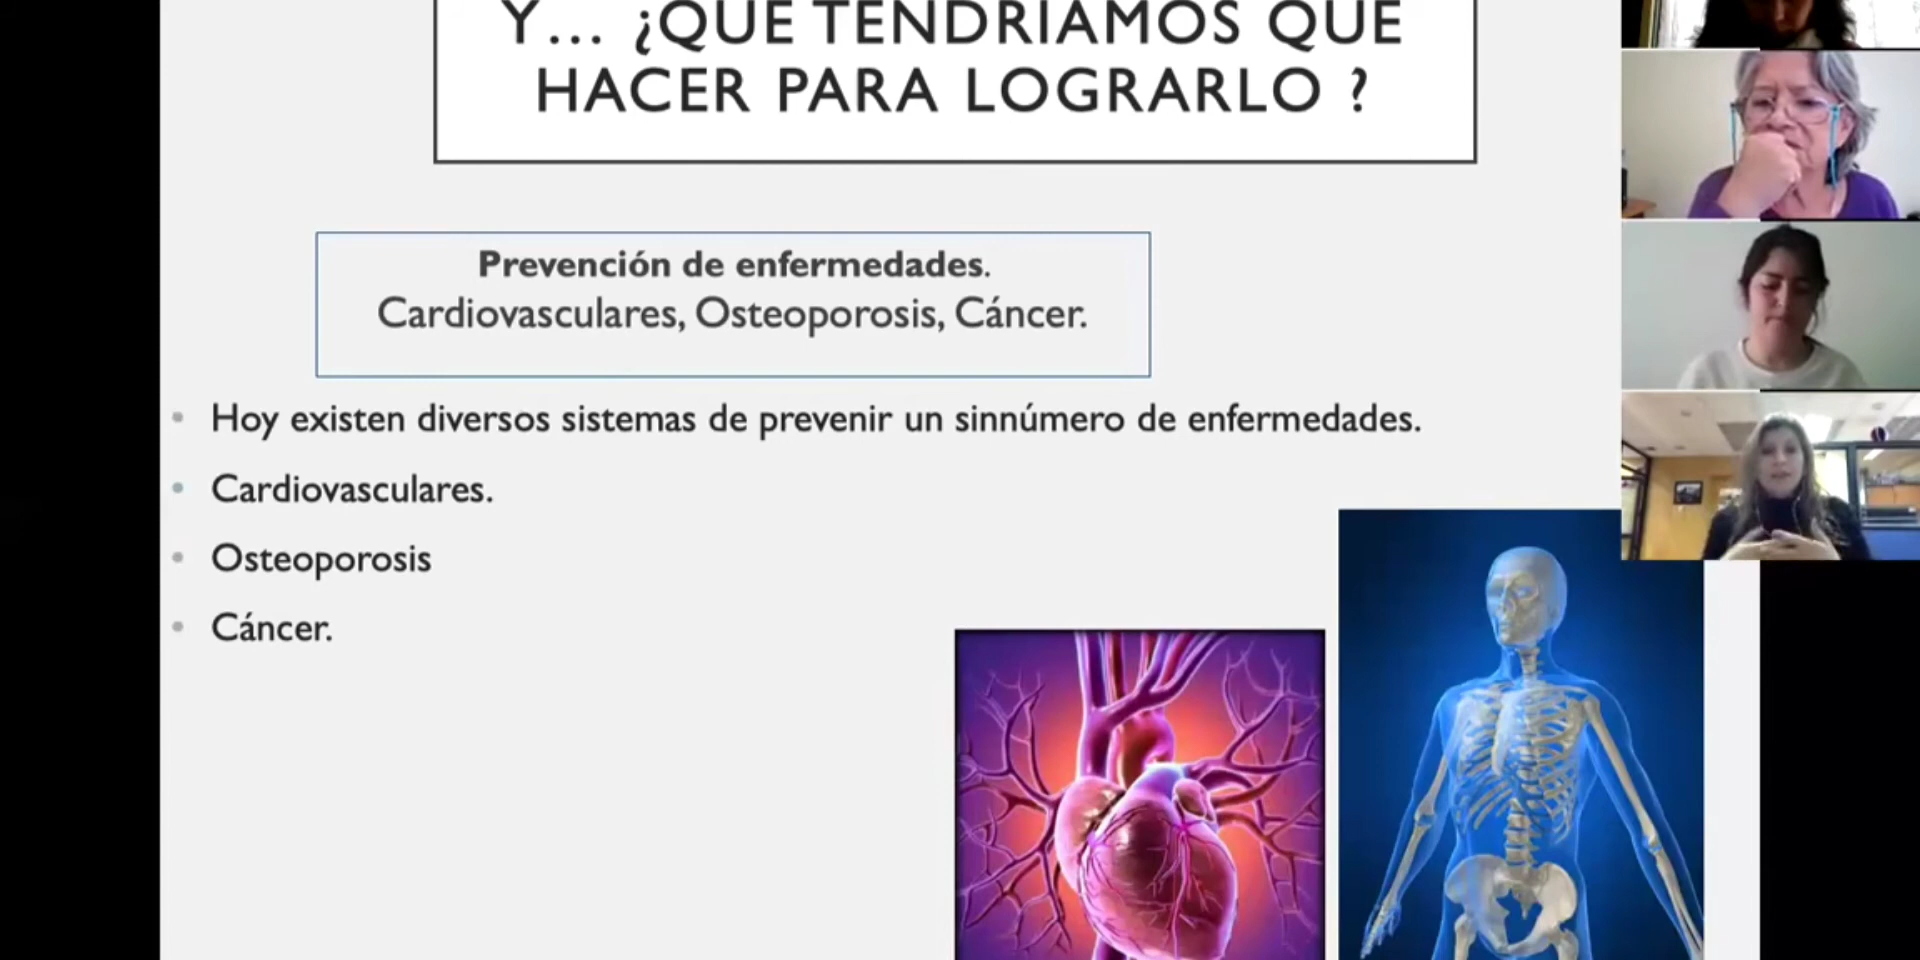 Y... ¿QUE TENDRIAMOS QUE
HACER PARA LOGRARLO ?
Prevención de enfermedades.
Cardiovasculares, Osteoporosis, Cáncer.
• Hoy existen diversos sistemas de prevenir un sinnúmero de enfermedades.
• Cardiovasculares.
• Osteoporosis
• Cáncer.